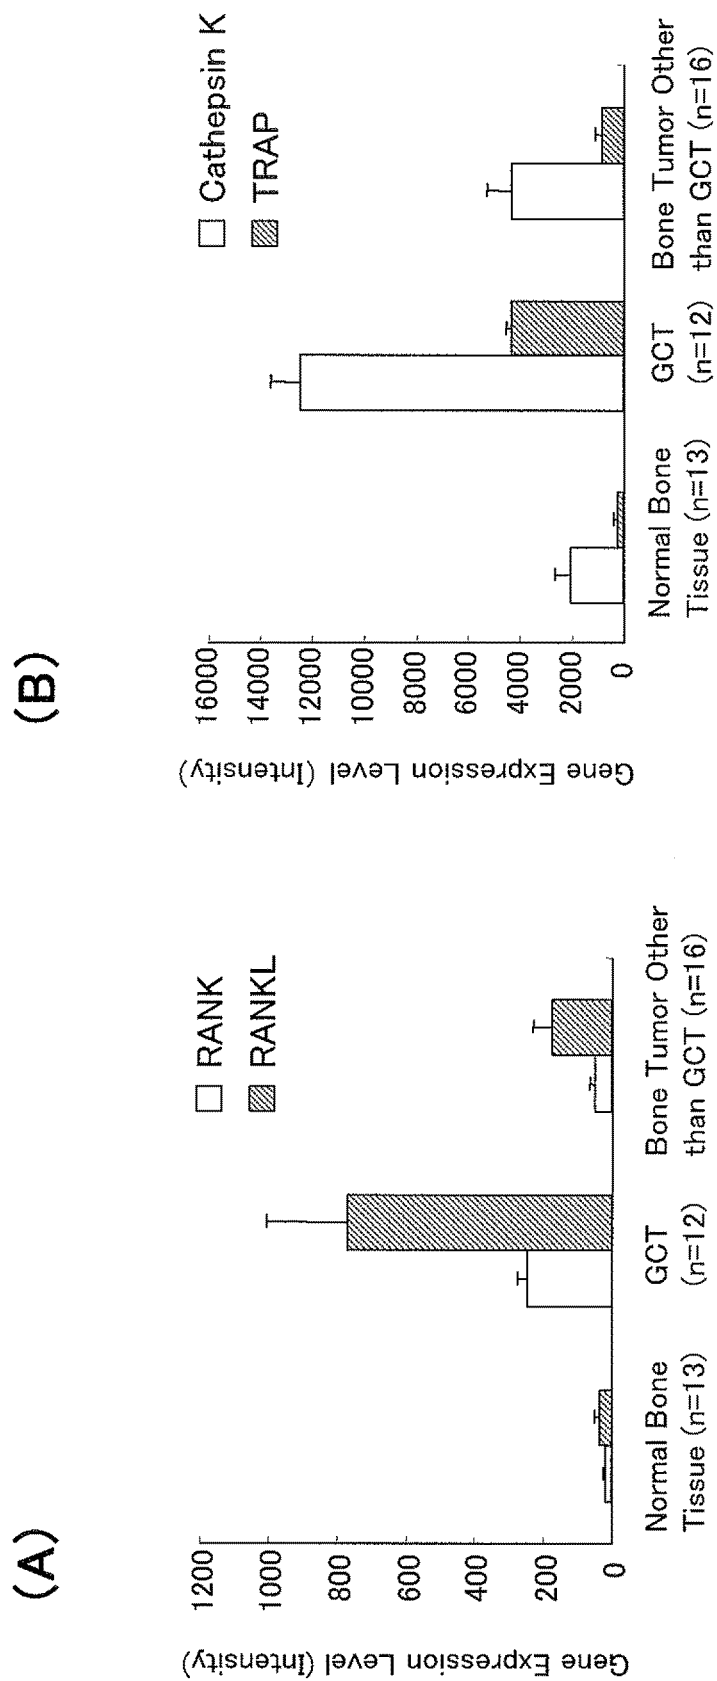 (A)
Gene Expression Level (Intensity)
1200
1000
800
600
400
200
0
RANK
RANKL
Normal Bone
Tissue (n=13)
GCT
(n=12)
Bone Tumor Other
than GCT (n=16)
(B)
Gene Expression Level (Intensity)
16000
14000
12000
10000
8000
6000
4000
2000
0
Cathepsin K
TRAP
Normal Bone
Tissue (n=13)
GCT
(n=12)
Bone Tumor Other
than GCT (n=16)